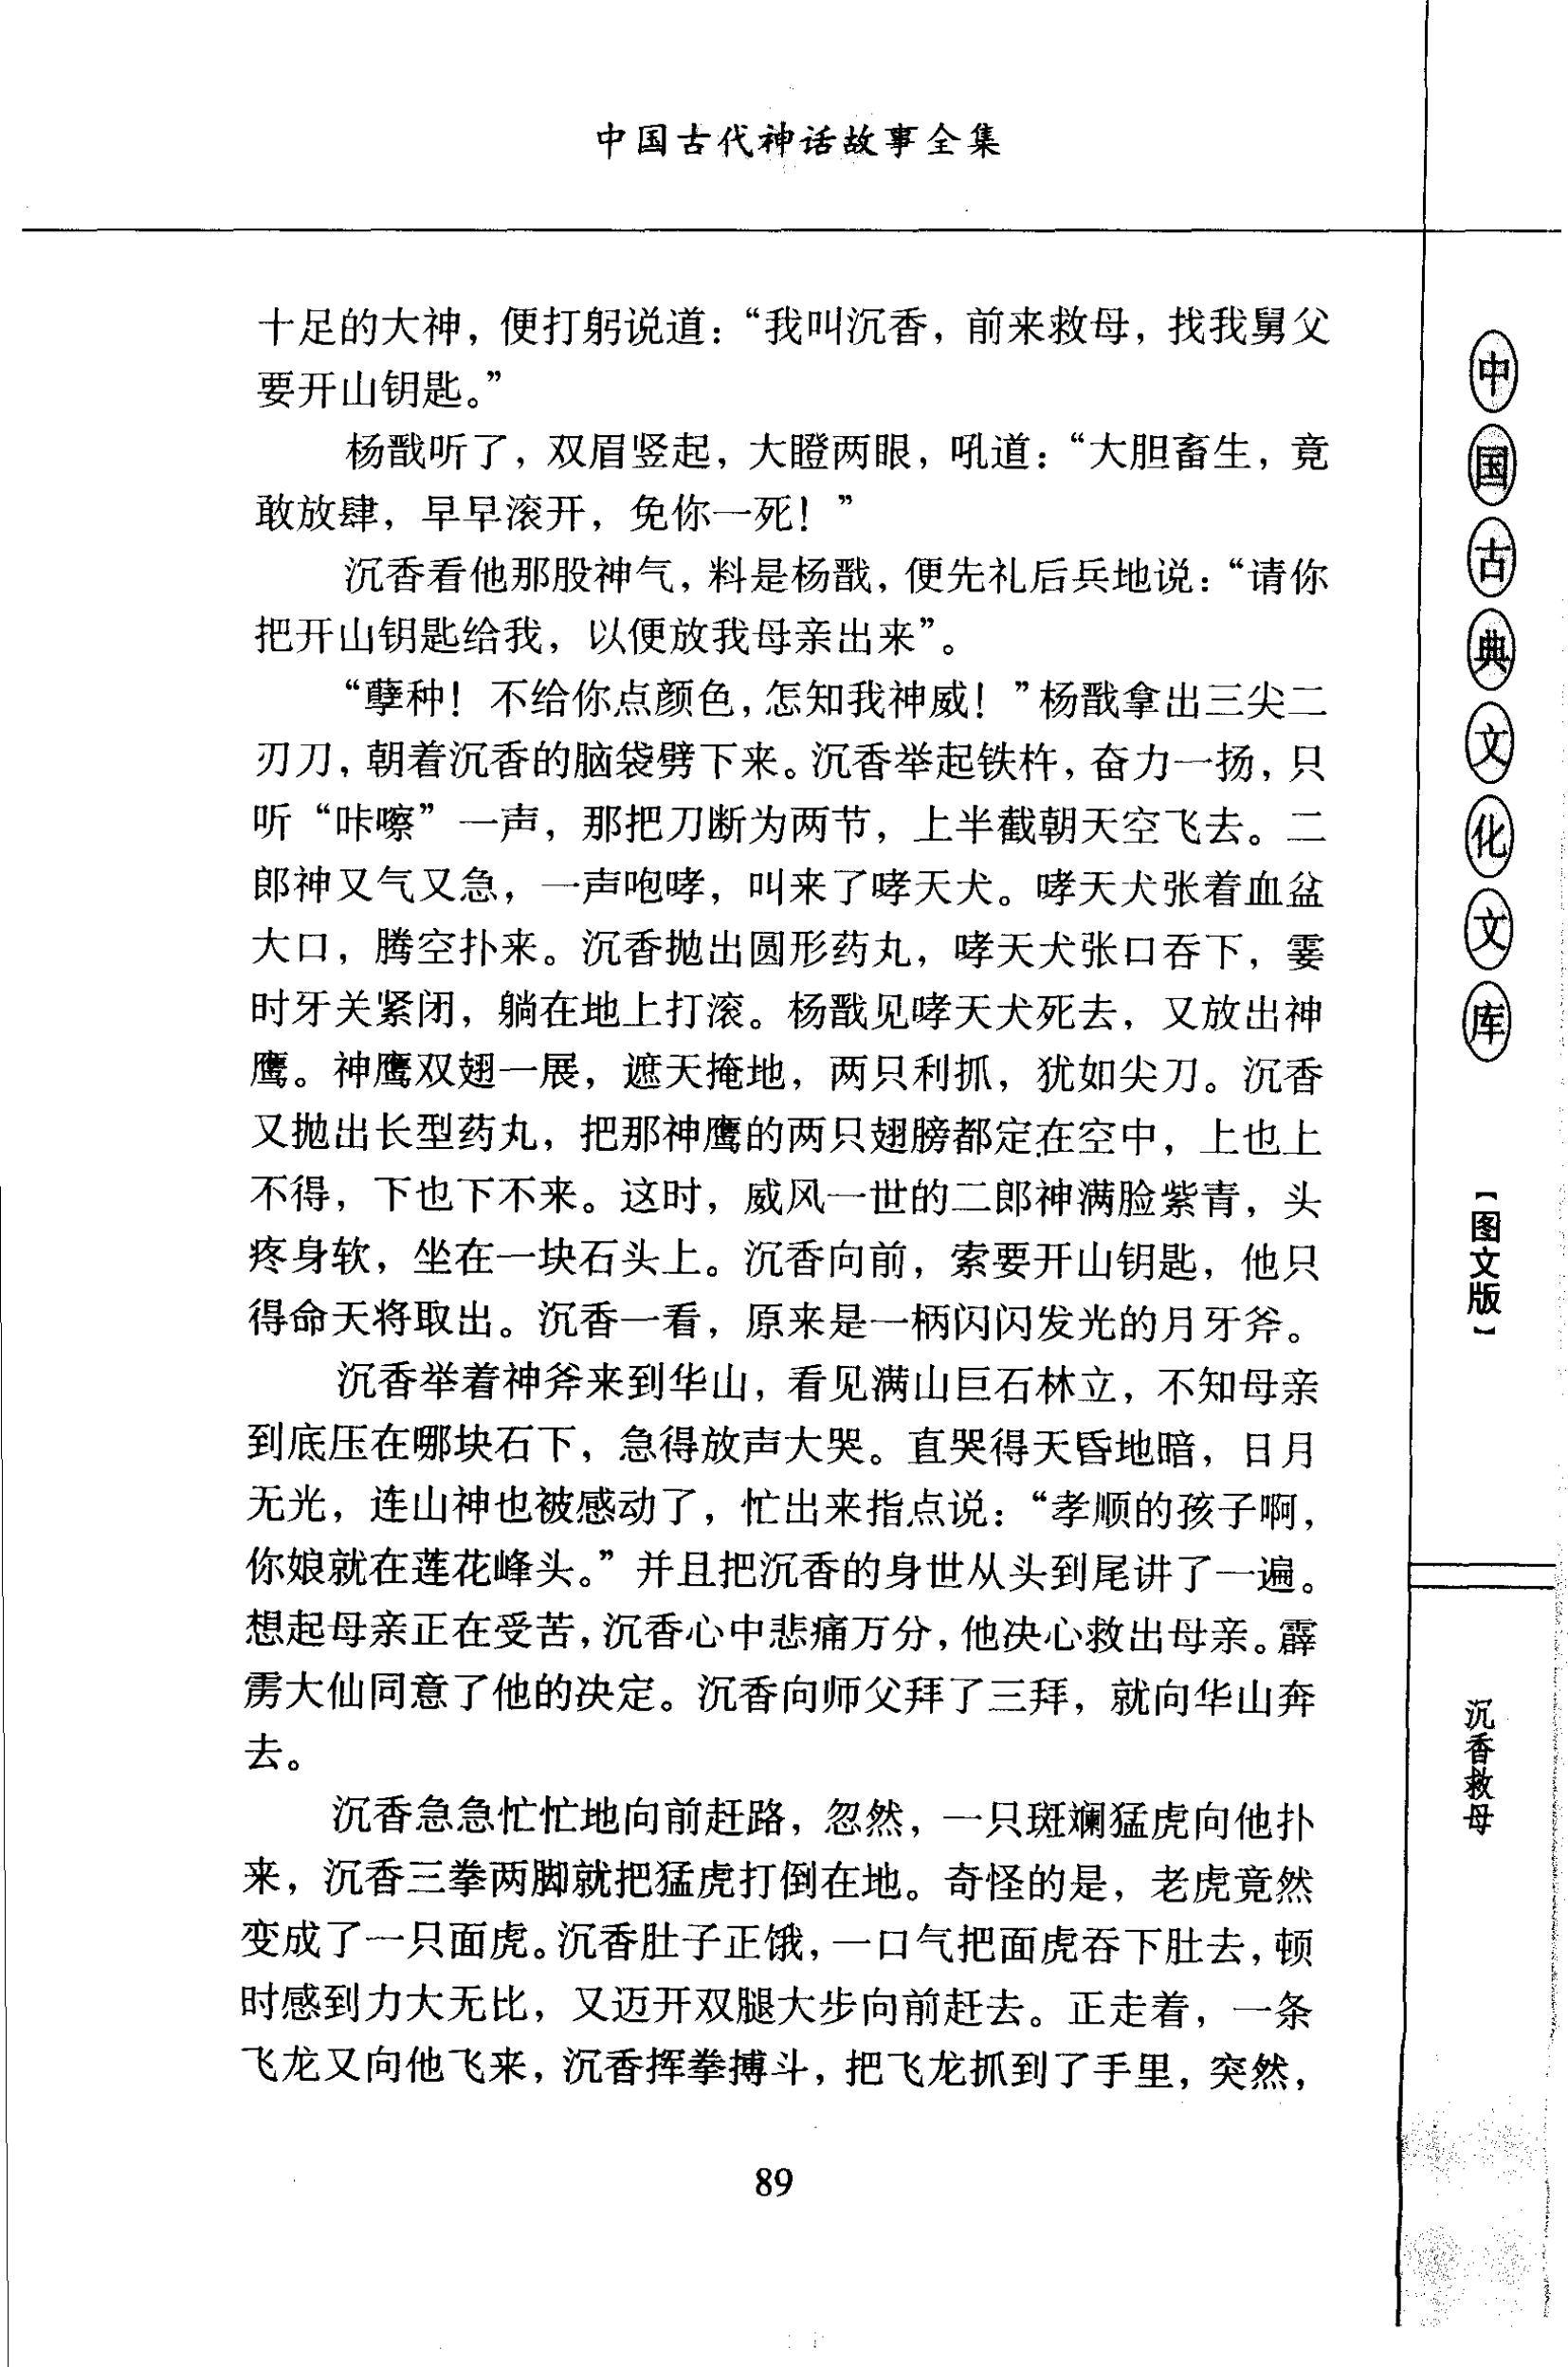 中国古代神话故事全集
十足的大神，便打躬说道：“我叫沉香，前来救母，找我舅父
要开山钥匙。”
杨戬听了，双眉竖起，大瞪两眼，吼道：“大胆畜生，竟
敢放肆，早早滚开，免你一死！”
沉香看他那股神气，料是杨戬，便先礼后兵地说：“请你
把开山钥匙给我，以便放我母亲出来”。
“孽种！不给你点颜色，怎知我神威！”杨戬拿出三尖二
刃刀，朝着沉香的脑袋劈下来。沉香举起铁杵，奋力一扬，只
听“咔嚓”一声，那把刀断为两节，上半截朝天空飞去。二
郎神又气又急，一声咆哮，叫来了哮天犬。哮天犬张着血盆
大口，腾空扑来。沉香抛出圆形药丸，哮天犬张口吞下，霎
时牙关紧闭，躺在地上打滚。杨戬见哮天犬死去，又放出神
鹰。神鹰双翅一展，遮天掩地，两只利抓，犹如尖刀。沉香
又抛出长型药丸，把那神鹰的两只翅膀都定在空中，上也上
不得，下也下不来。这时，威风一世的二郎神满脸紫青，头
疼身软，坐在一块石头上。沉香向前，索要开山钥匙，他只
得命天将取出。沉香一看，原来是一柄闪闪发光的月牙斧。
沉香举着神斧来到华山，看见满山巨石林立，不知母亲
到底压在哪块石下，急得放声大哭。直哭得天昏地暗，日月
无光，连山神也被感动了，忙出来指点说：“孝顺的孩子啊，
你娘就在莲花峰头。”并且把沉香的身世从头到尾讲了一遍。
想起母亲正在受苦，沉香心中悲痛万分，他决心救出母亲。霹
雳大仙同意了他的决定。沉香向师父拜了三拜，就向华山奔
去。
沉香急急忙忙地向前赶路，忽然，一只斑斓猛虎向他扑
来，沉香三拳两脚就把猛虎打倒在地。奇怪的是，老虎竟然
变成了一只面虎。沉香肚子正饿，一口气把面虎吞下肚去，顿
时感到力大无比，又迈开双腿大步向前赶去。正走着，一条
飞龙又向他飞来，沉香挥拳搏斗，把飞龙抓到了手里，突然，
89
中国古典文化文库
【图文版】
沉香救母